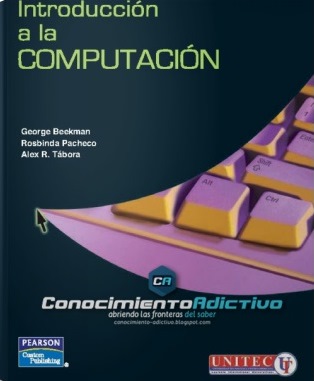 Introducción
a la
COMPUTACIÓN
George Beekman
Rosbinda Pacheco
Alex R. Tábora
Alt
Shift
Ctrl
CA
ConocimientoAdictivo
abriendo las fronteras del saber
conocimiento-adictivo.blogspot.com
PEARSON
Custom
Publishing
UNITEC